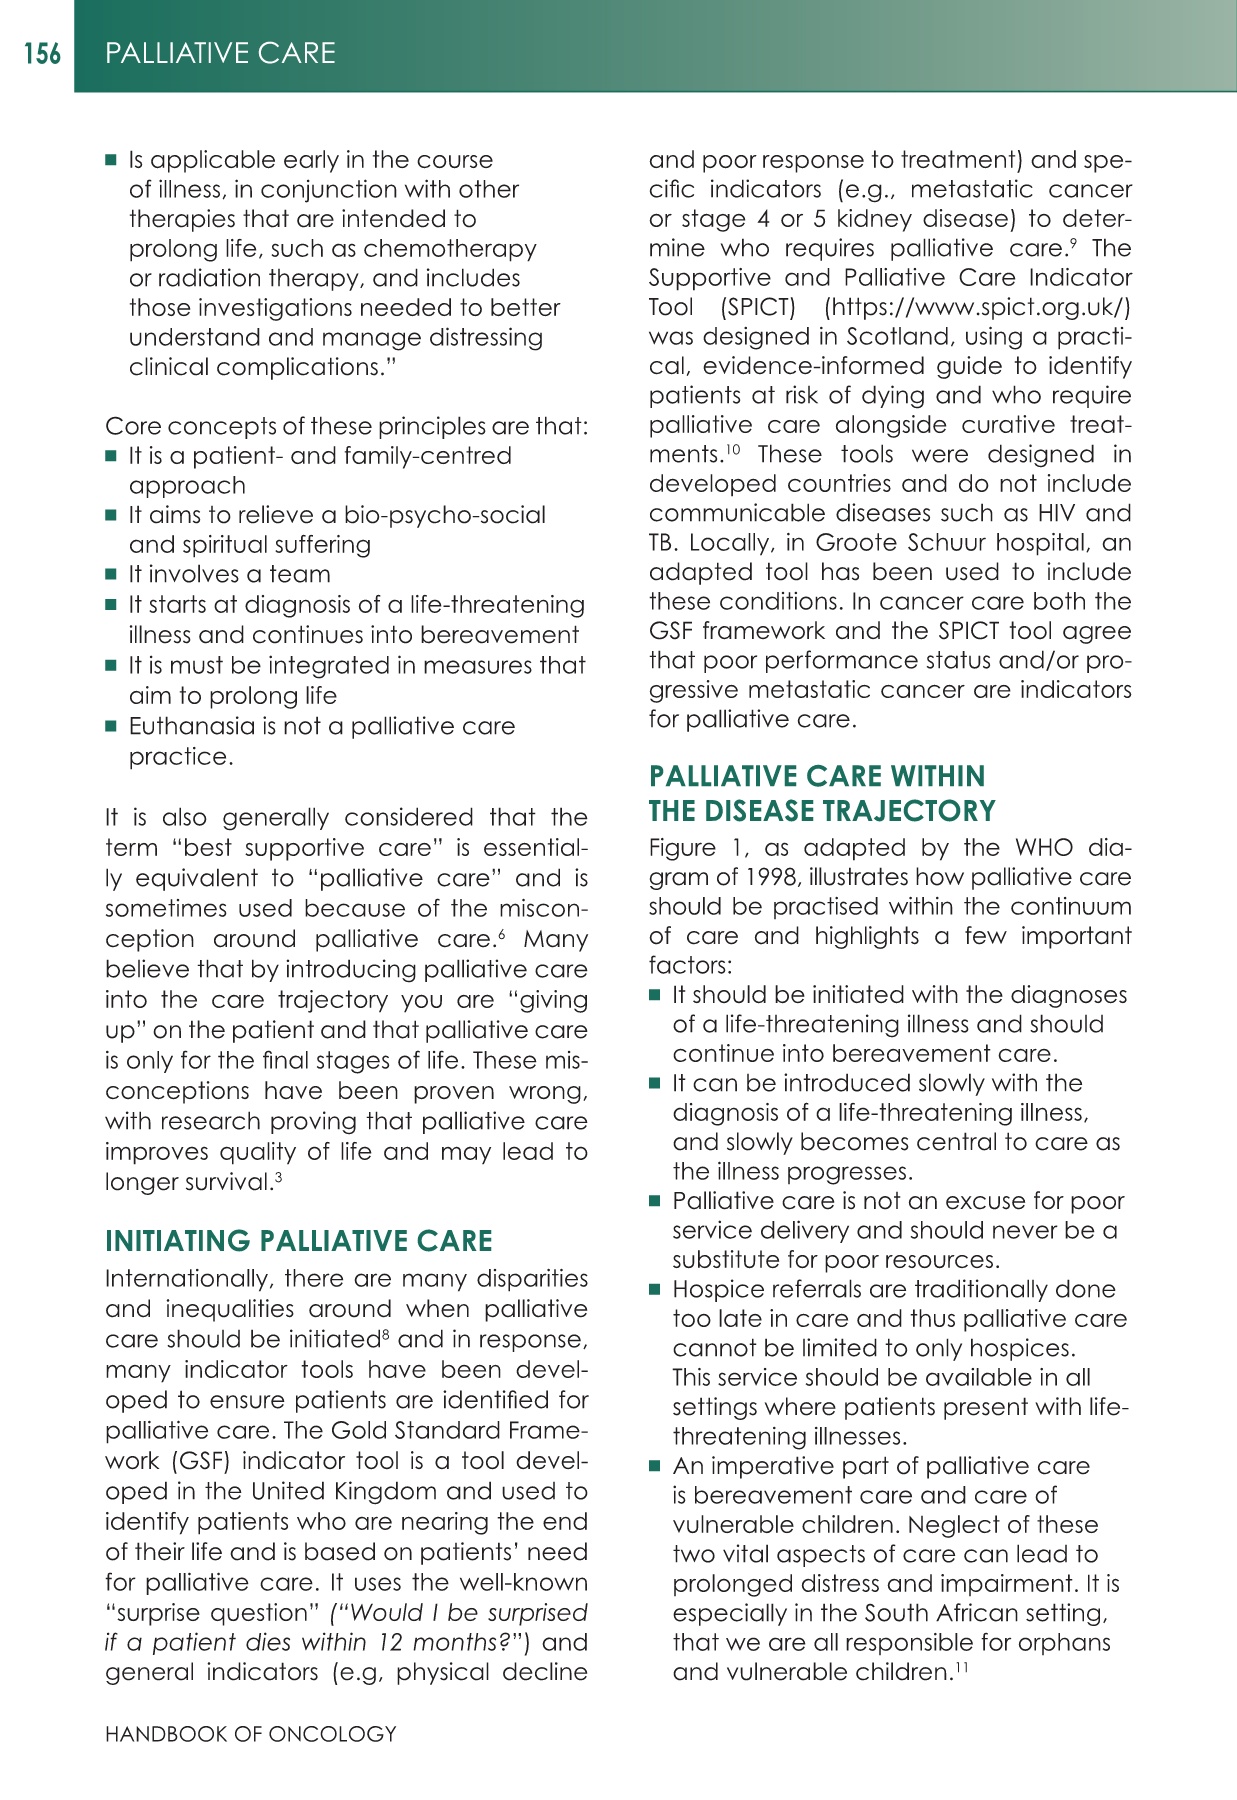 156
PALLIATIVE CARE
■ Is applicable early in the course
of illness, in conjunction with other
therapies that are intended to
prolong life, such as chemotherapy
or radiation therapy, and includes
those investigations needed to better
understand and manage distressing
clinical complications.”
Core concepts of these principles are that:
■ It is a patient- and family-centred
approach
■ It aims to relieve a bio-psycho-social
and spiritual suffering
■ It involves a team
■ It starts at diagnosis of a life-threatening
illness and continues into bereavement
■ It is must be integrated in measures that
aim to prolong life
■ Euthanasia is not a palliative care
practice.
It is also generally considered that the
term “best supportive care” is essential-
ly equivalent to “palliative care” and is
sometimes used because of the miscon-
ception around palliative care.⁶ Many
believe that by introducing palliative care
into the care trajectory you are “giving
up” on the patient and that palliative care
is only for the final stages of life. These mis-
conceptions have been proven wrong,
with research proving that palliative care
improves quality of life and may lead to
longer survival.³
INITIATING PALLIATIVE CARE
Internationally, there are many disparities
and inequalities around when palliative
care should be initiated⁸ and in response,
many indicator tools have been devel-
oped to ensure patients are identified for
palliative care. The Gold Standard Frame-
work (GSF) indicator tool is a tool devel-
oped in the United Kingdom and used to
identify patients who are nearing the end
of their life and is based on patients’ need
for palliative care. It uses the well-known
“surprise question” (“Would I be surprised
if a patient dies within 12 months?”) and
general indicators (e.g, physical decline
and poor response to treatment) and spe-
cific indicators (e.g., metastatic cancer
or stage 4 or 5 kidney disease) to deter-
mine who requires palliative care.⁹ The
Supportive and Palliative Care Indicator
Tool (SPICT) (https://www.spict.org.uk/)
was designed in Scotland, using a practi-
cal, evidence-informed guide to identify
patients at risk of dying and who require
palliative care alongside curative treat-
ments.¹⁰ These tools were designed in
developed countries and do not include
communicable diseases such as HIV and
TB. Locally, in Groote Schuur hospital, an
adapted tool has been used to include
these conditions. In cancer care both the
GSF framework and the SPICT tool agree
that poor performance status and/or pro-
gressive metastatic cancer are indicators
for palliative care.
PALLIATIVE CARE WITHIN
THE DISEASE TRAJECTORY
Figure 1, as adapted by the WHO dia-
gram of 1998, illustrates how palliative care
should be practised within the continuum
of care and highlights a few important
factors:
■ It should be initiated with the diagnoses
of a life-threatening illness and should
continue into bereavement care.
■ It can be introduced slowly with the
diagnosis of a life-threatening illness,
and slowly becomes central to care as
the illness progresses.
■ Palliative care is not an excuse for poor
service delivery and should never be a
substitute for poor resources.
■ Hospice referrals are traditionally done
too late in care and thus palliative care
cannot be limited to only hospices.
This service should be available in all
settings where patients present with life-
threatening illnesses.
■ An imperative part of palliative care
is bereavement care and care of
vulnerable children. Neglect of these
two vital aspects of care can lead to
prolonged distress and impairment. It is
especially in the South African setting,
that we are all responsible for orphans
and vulnerable children.¹¹
HANDBOOK OF ONCOLOGY